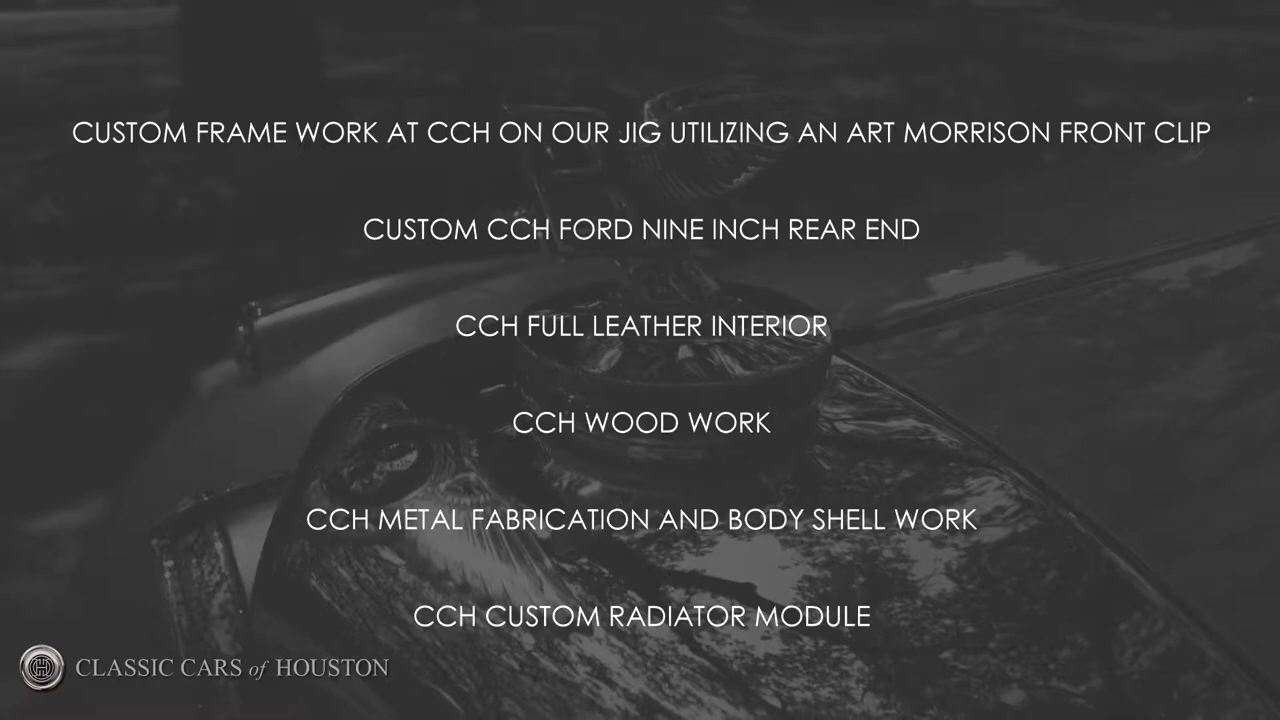 CUSTOM FRAME WORK AT CCH ON OUR JIG UTILIZING AN ART MORRISON FRONT CLIP
CUSTOM CCH FORD NINE INCH REAR END
CCH FULL LEATHER INTERIOR
CCH WOOD WORK
CCH METAL FABRICATION AND BODY SHELL WORK
CCH CUSTOM RADIATOR MODULE
CLASSIC CARS of HOUSTON